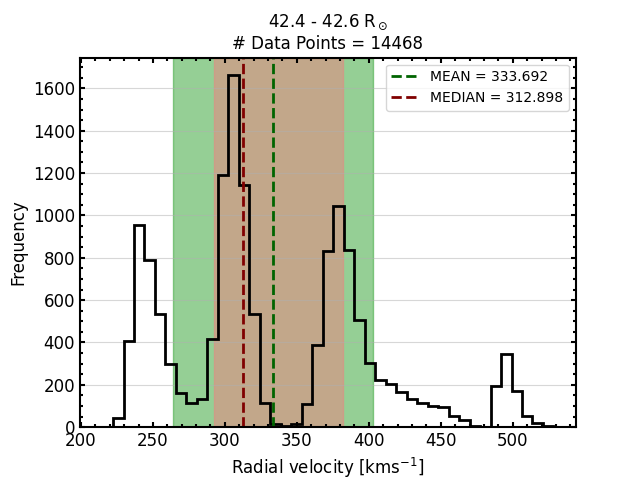 42.4 - 42.6 R⊙
# Data Points = 14468
MEAN = 333.692
MEDIAN = 312.898
Frequency
1600
1400
1200
1000
800
600
400
200
0
200 250 300 350 400 450 500
Radial velocity [kms⁻¹]